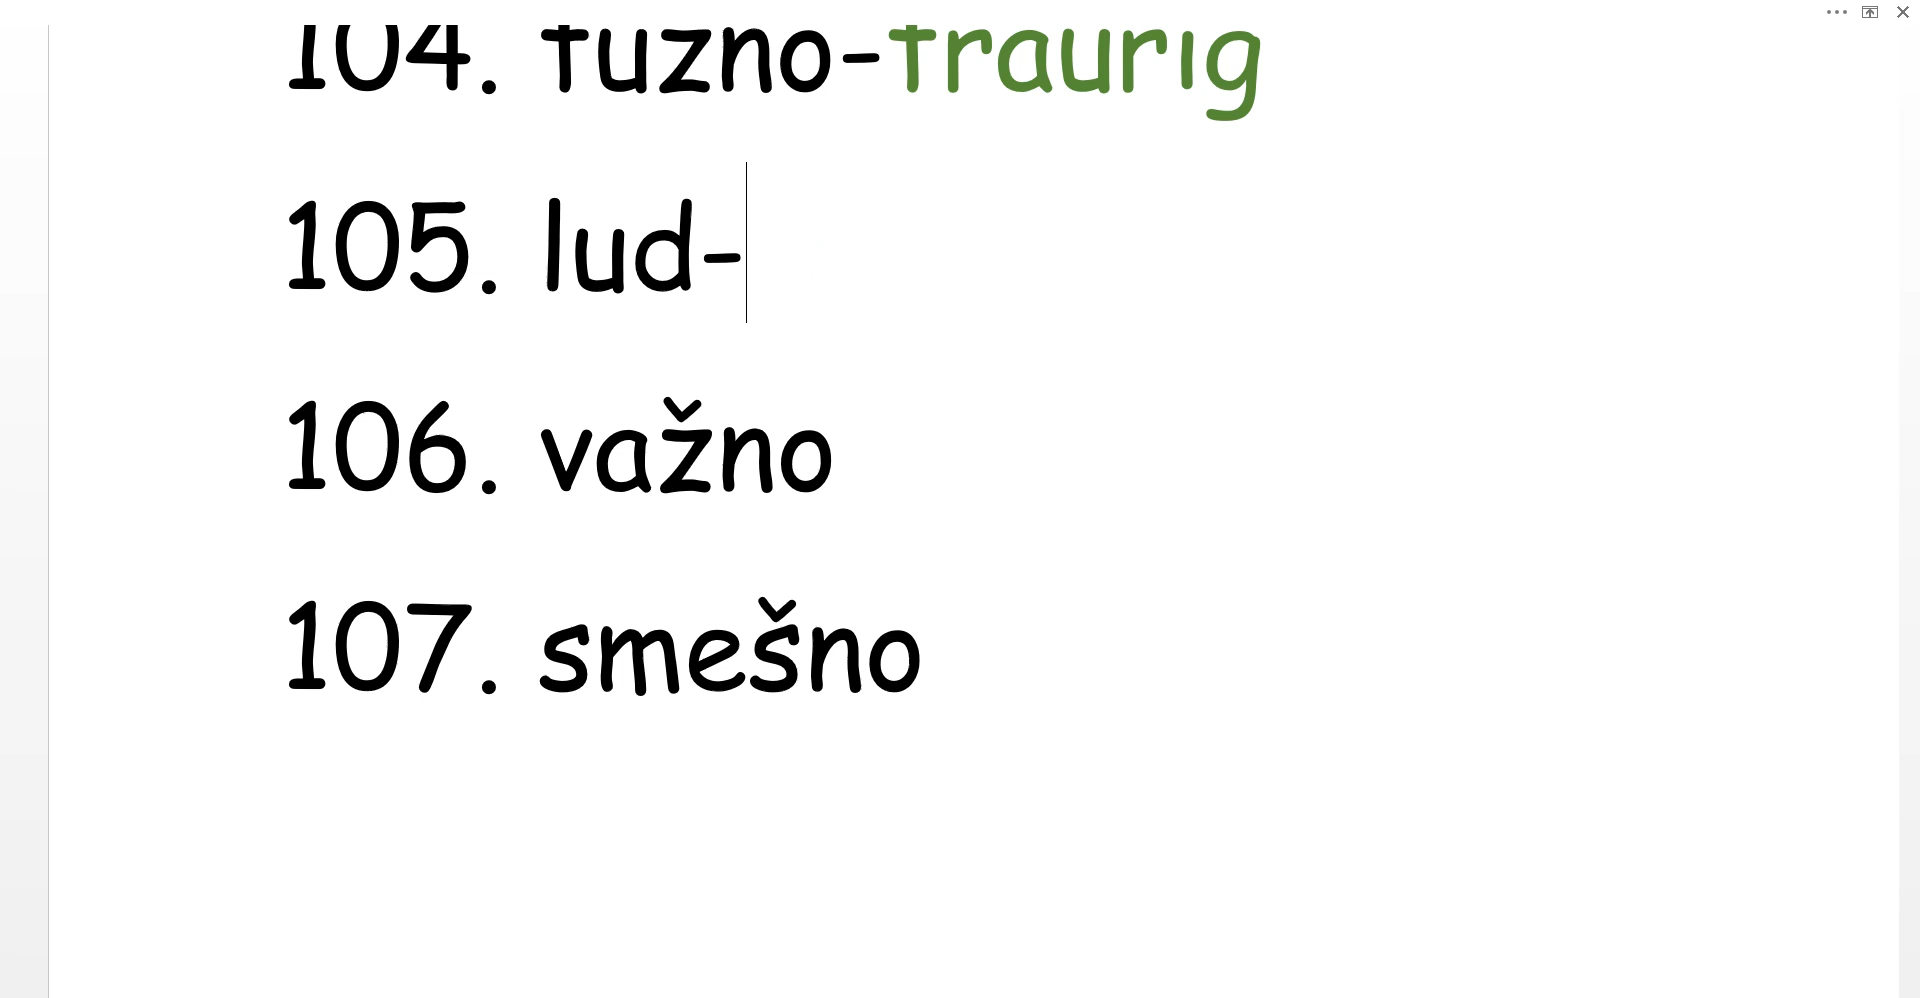 104. tužno-traurig
105. lud-
106. važno
107. smešno